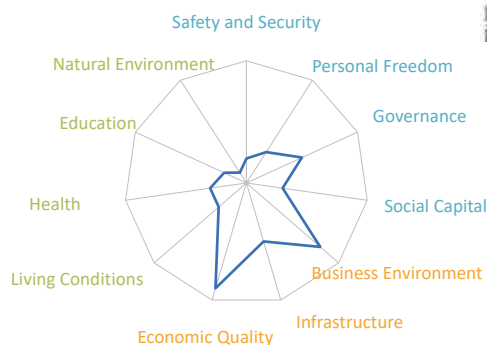 Safety and Security
Natural Environment
Personal Freedom
Education
Governance
Health
Social Capital
Living Conditions
Business Environment
Economic Quality
Infrastructure